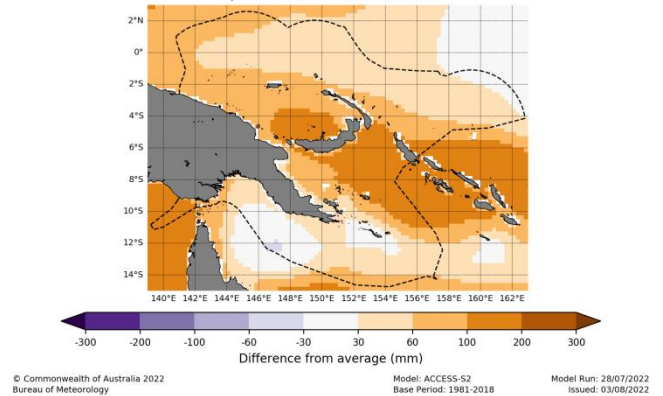 2°N
0°
2°S
4°S
6°S
8°S
10°S
12°S
14°S
140°E 142°E 144°E 146°E 148°E 150°E 152°E 154°E 156°E 158°E 160°E 162°E
-300 -200 -100 -60 -30 30 60 100 200 300
Difference from average (mm)
© Commonwealth of Australia 2022 Model: ACCESS-S2 Model Run: 28/07/2022
Bureau of Meteorology Base Period: 1981-2018 Issued: 03/08/2022